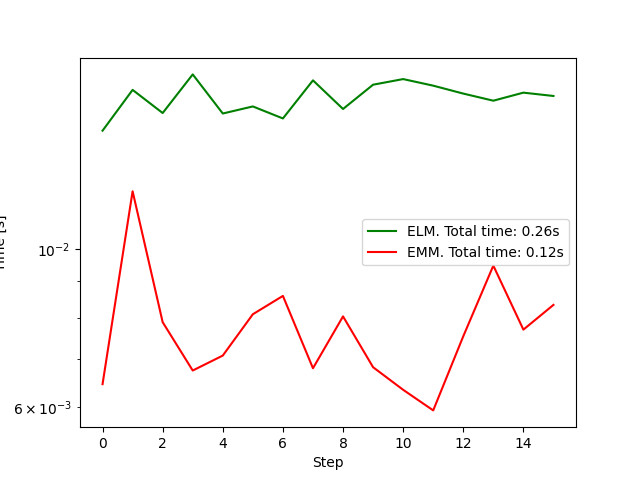 ELM. Total time: 0.26s
EMM. Total time: 0.12s
Time [s]
10⁻²
6 × 10⁻³
0 2 4 6 8 10 12 14
Step